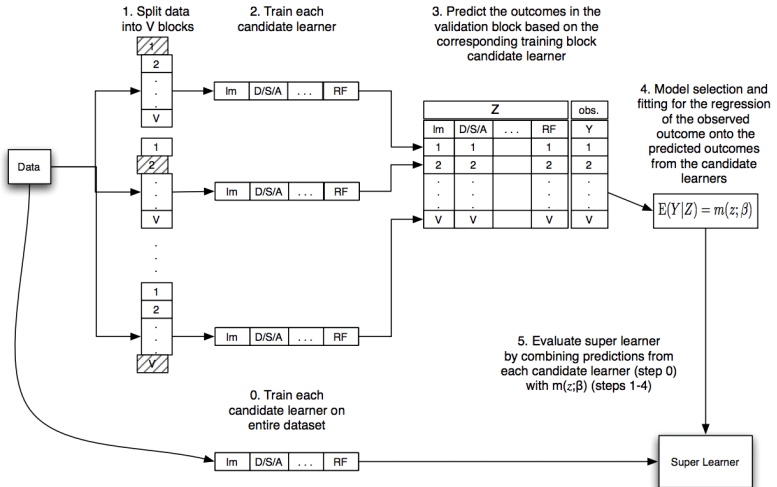 1. Split data
into V blocks
2. Train each
candidate learner
3. Predict the outcomes in the
validation block based on the
corresponding training block
candidate learner
4. Model selection and
fitting for the regression
of the observed
outcome onto the
predicted outcomes
from the candidate
learners
Data
1
2
.
.
.
V
lm D/S/A . . . RF
1
2
.
.
.
V
lm D/S/A . . . RF
.
.
.
1
2
.
.
.
V
lm D/S/A . . . RF
Z obs.
lm D/S/A . . . RF Y
1 1 1 1
2 2 2 2
. . . .
. . . .
. . . .
V V V V
E(Y|Z) = m(z; β)
5. Evaluate super learner
by combining predictions from
each candidate learner (step 0)
with m(z;β) (steps 1-4)
0. Train each
candidate learner on
entire dataset
lm D/S/A . . . RF
Super Learner